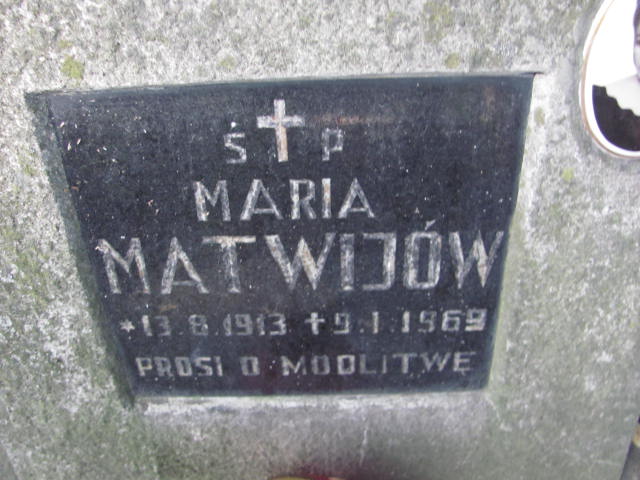 Ś✝P
MARIA
MATWIJÓW
*13.8.1913 ✝9.1.1969
PROSI O MODLITWĘ